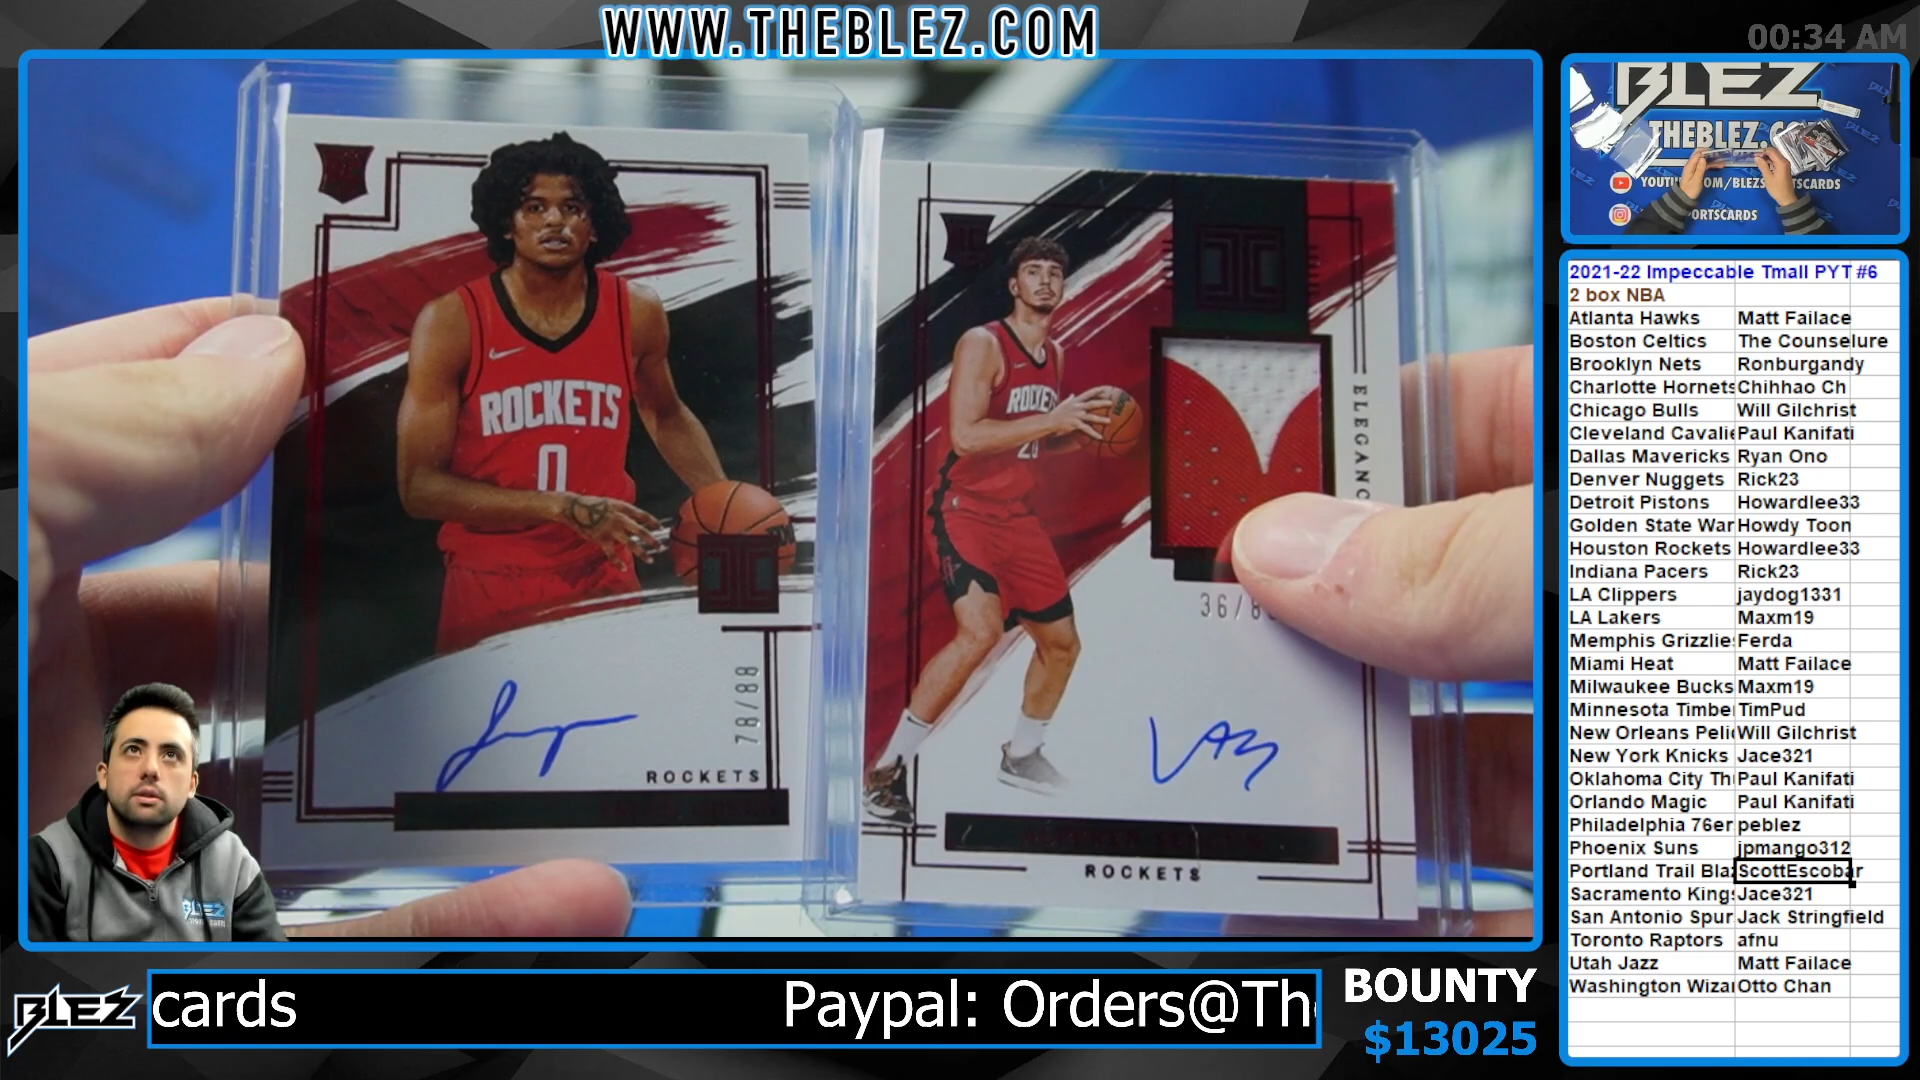 WWW.THEBLEZ.COM
00:34 AM
ROCKETS
0
78/88
ROCKETS
ROCKETS
ELEGANC
36/8
ROCKETS
BLEZ
THEBLEZ.C
SPORTSCARDS
2021-22 Impeccable Tmall PYT #6
2 box NBA
Atlanta Hawks Matt Failace
Boston Celtics The Counselure
Brooklyn Nets Ronburgandy
Charlotte Hornets Chihhao Ch
Chicago Bulls Will Gilchrist
Cleveland Cavalie Paul Kanifati
Dallas Mavericks Ryan Ono
Denver Nuggets Rick23
Detroit Pistons Howardlee33
Golden State War Howdy Toon
Houston Rockets Howardlee33
Indiana Pacers Rick23
LA Clippers jaydog1331
LA Lakers Maxm19
Memphis Grizzlie Ferda
Miami Heat Matt Failace
Milwaukee Bucks Maxm19
Minnesota Timbe TimPud
New Orleans Peli Will Gilchrist
New York Knicks Jace321
Oklahoma City Th Paul Kanifati
Orlando Magic Paul Kanifati
Philadelphia 76er peblez
Phoenix Suns jpmango312
Portland Trail Bla ScottEscobar
Sacramento King Jace321
San Antonio Spur Jack Stringfield
Toronto Raptors afnu
Utah Jazz Matt Failace
Washington Wiza Otto Chan
BLEZ
BLEZ
cards Paypal: Orders@Th
BOUNTY
$13025